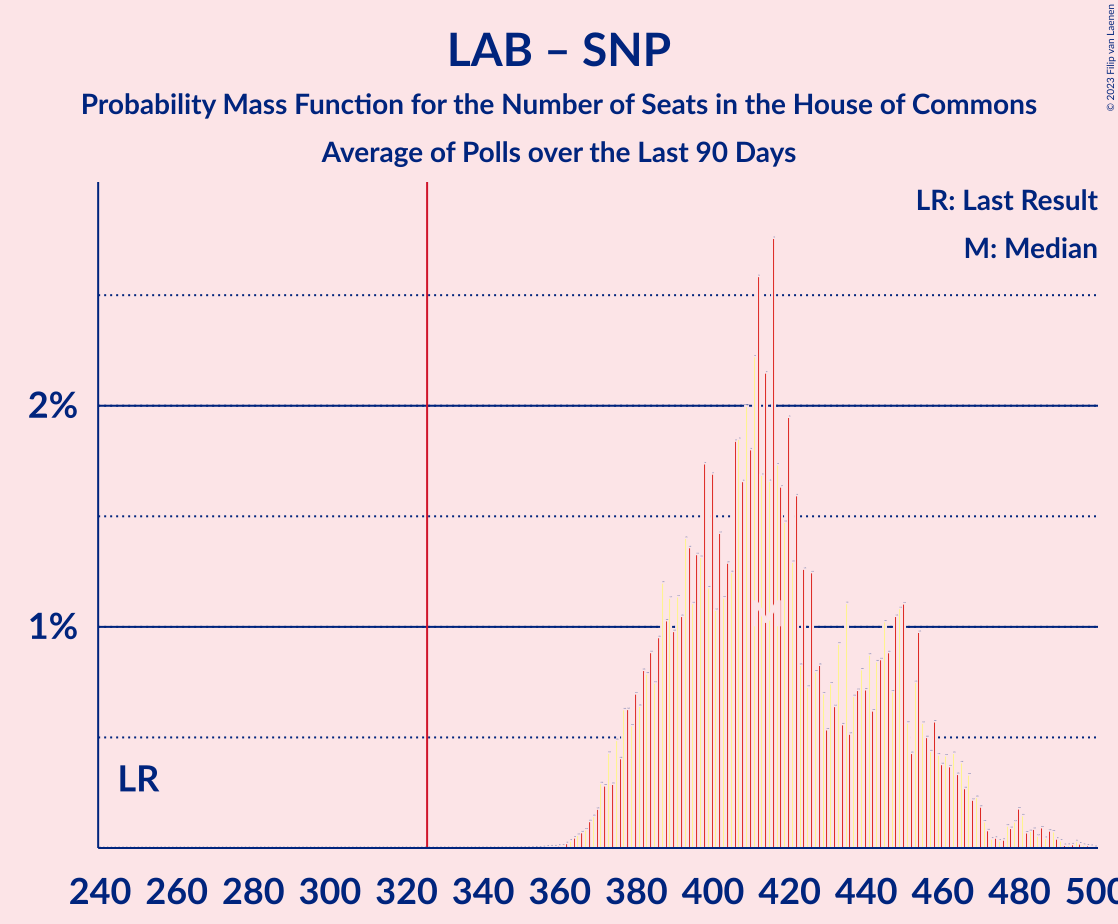 LAB – SNP
Probability Mass Function for the Number of Seats in the House of Commons
Average of Polls over the Last 90 Days
© 2023 Filip van Laenen
LR: Last Result
M: Median
2%
1%
LR
240 260 280 300 320 340 360 380 400 420 440 460 480 500